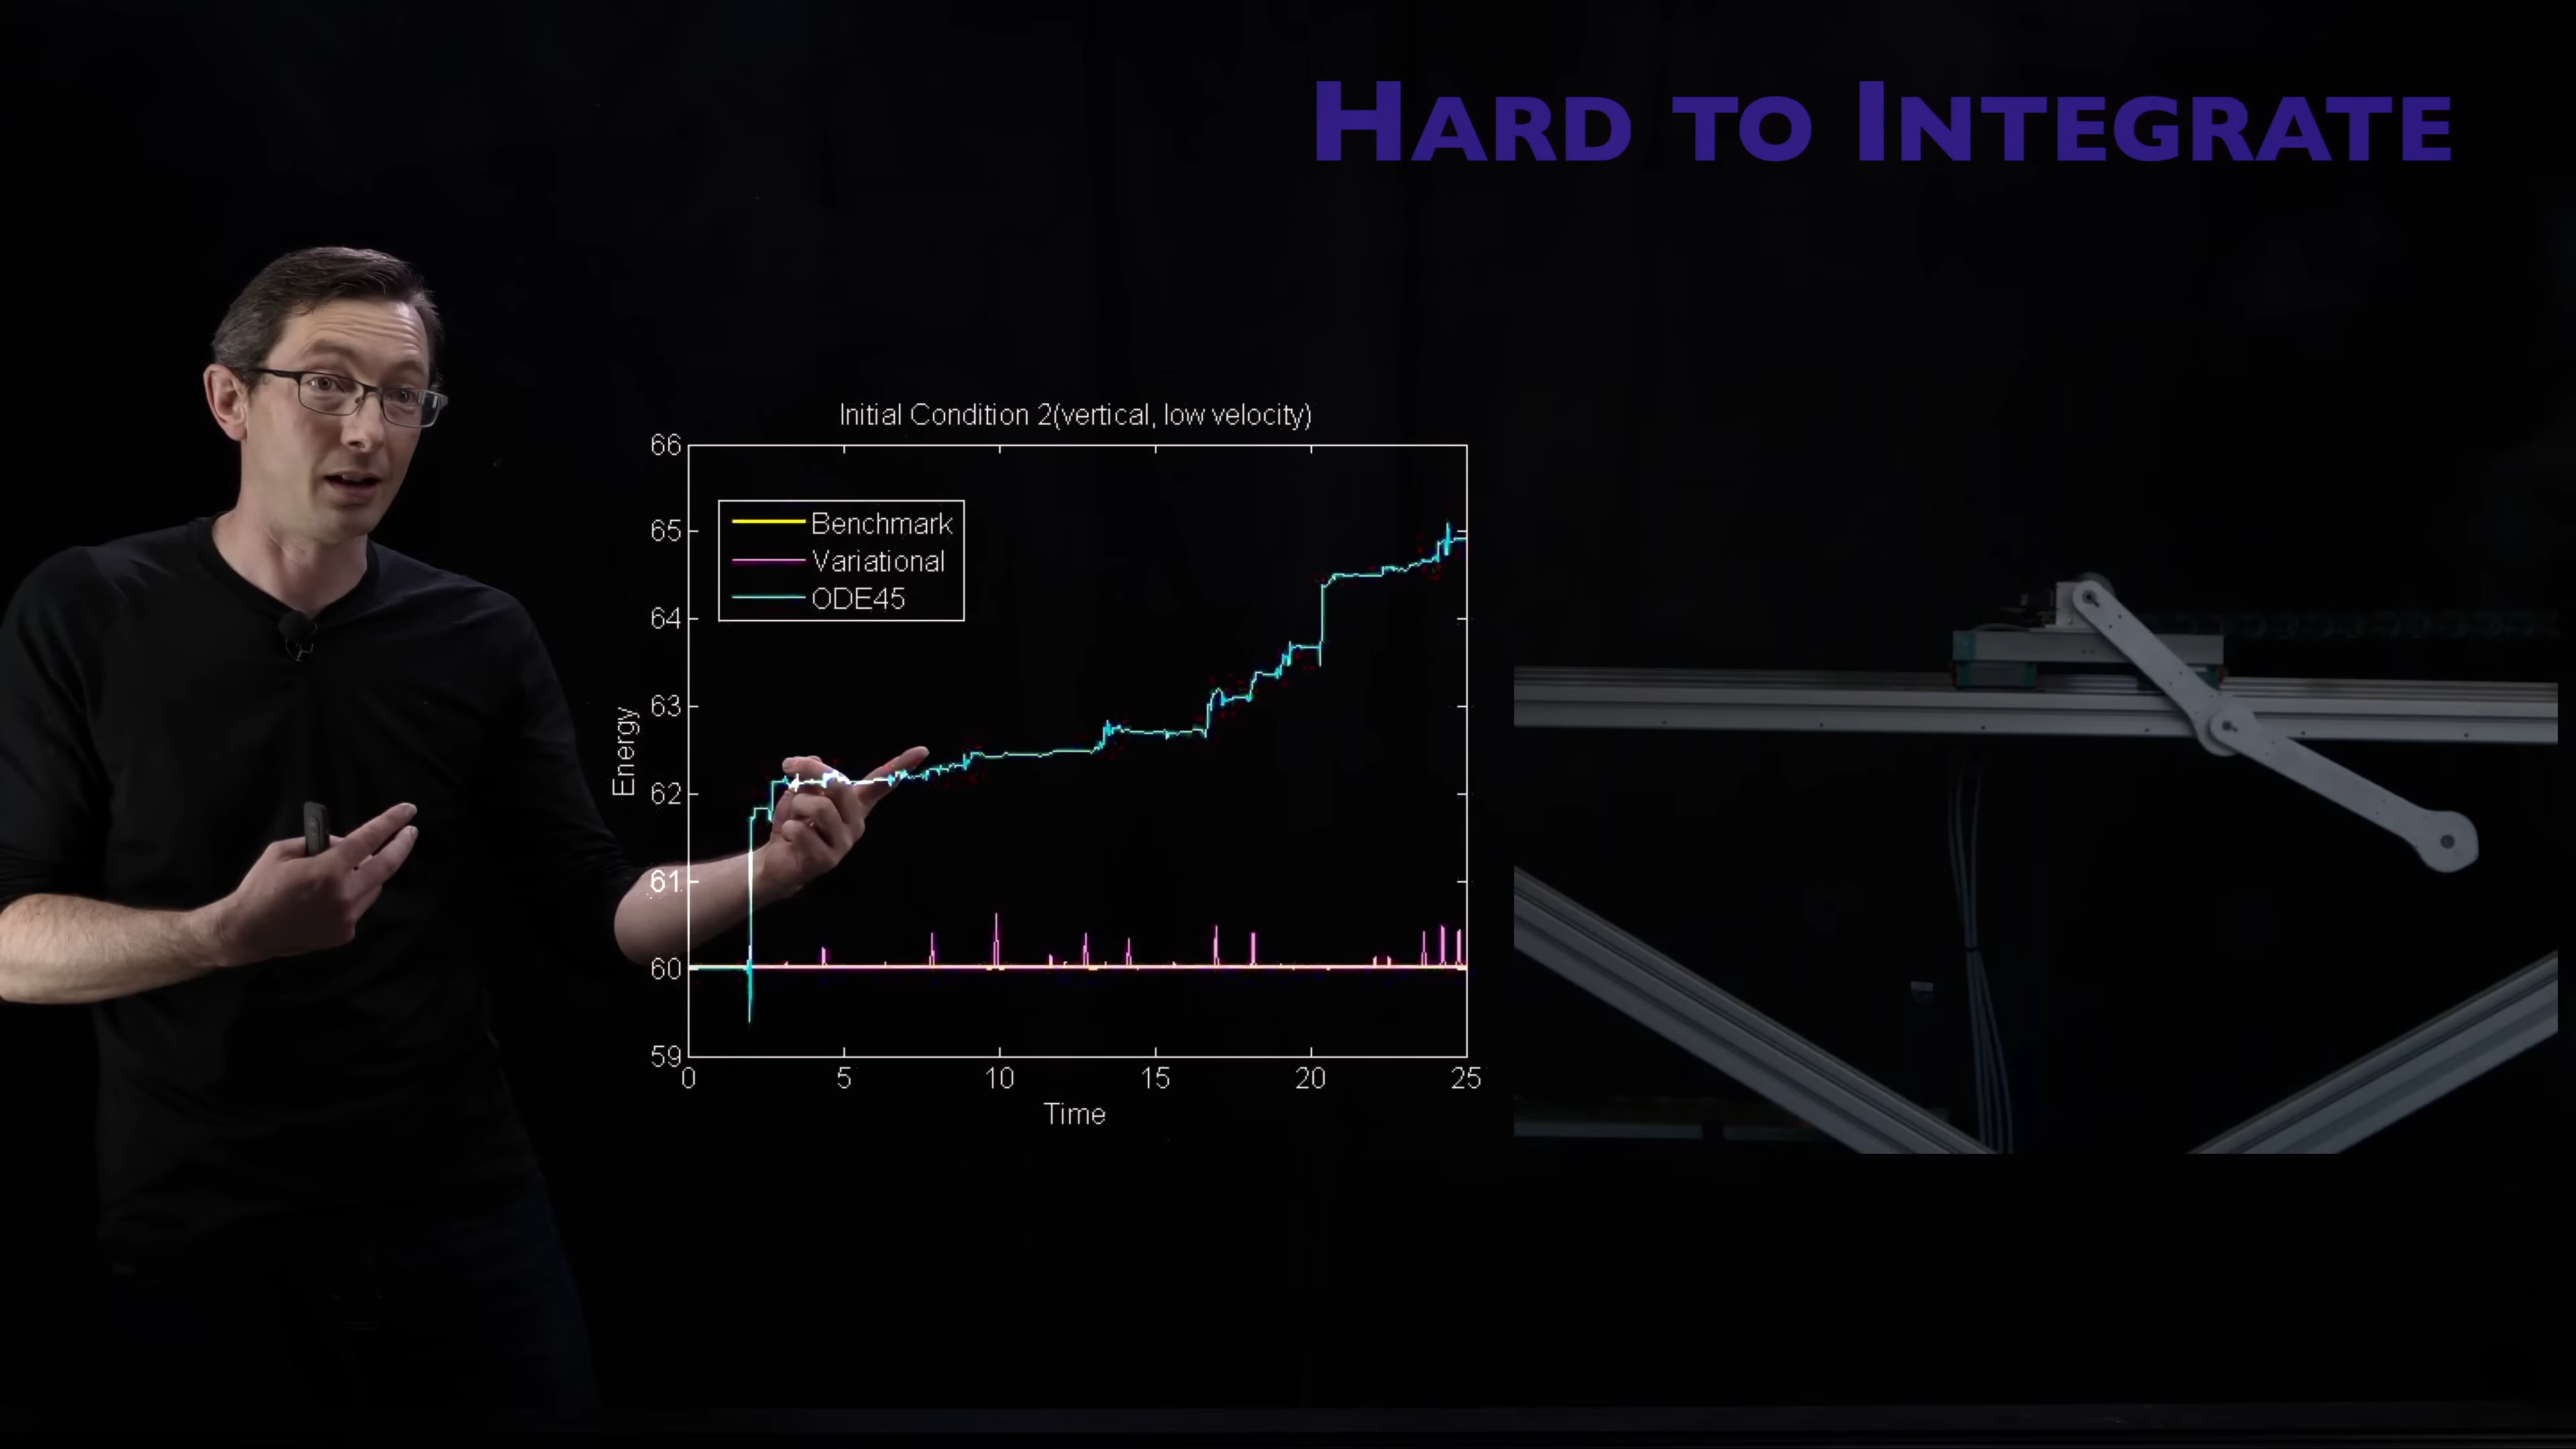 HARD TO INTEGRATE
Initial Condition 2(vertical, low velocity)
66
65
64
63
62
61
60
59
Energy
Benchmark
Variational
ODE45
0 5 10 15 20 25
Time